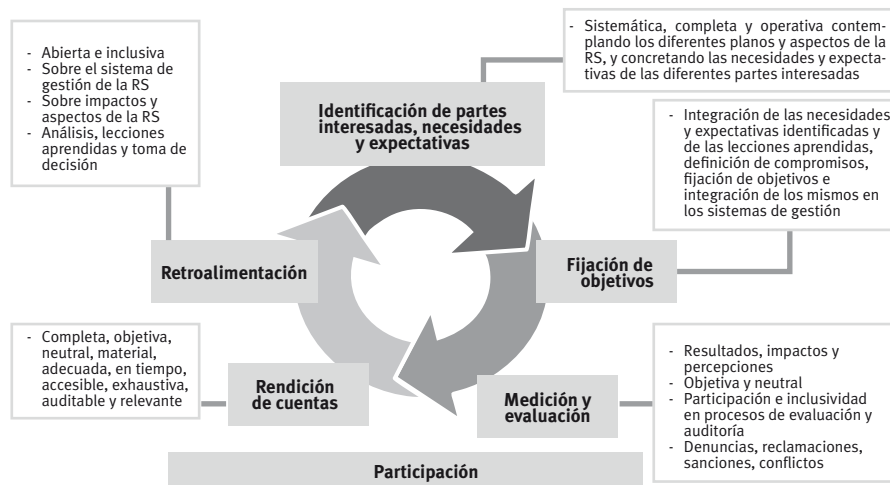 - Abierta e inclusiva
- Sobre el sistema de
gestión de la RS
- Sobre impactos y
aspectos de la RS
- Análisis, lecciones
aprendidas y toma de
decisión
Identificación de partes
interesadas, necesidades
y expectativas
- Sistemática, completa y operativa contem-
plando los diferentes planos y aspectos de la
RS, y concretando las necesidades y expecta-
tivas de las diferentes partes interesadas
- Integración de las necesidades
y expectativas identificadas y
de las lecciones aprendidas,
definición de compromisos,
fijación de objetivos e
integración de los mismos en
los sistemas de gestión
Retroalimentación
Fijación de
objetivos
- Completa, objetiva,
neutral, material,
adecuada, en tiempo,
accesible, exhaustiva,
auditable y relevante
Rendición
de cuentas
Medición y
evaluación
- Resultados, impactos y
percepciones
- Objetiva y neutral
- Participación e inclusividad
en procesos de evaluación y
auditoría
- Denuncias, reclamaciones,
sanciones, conflictos
Participación